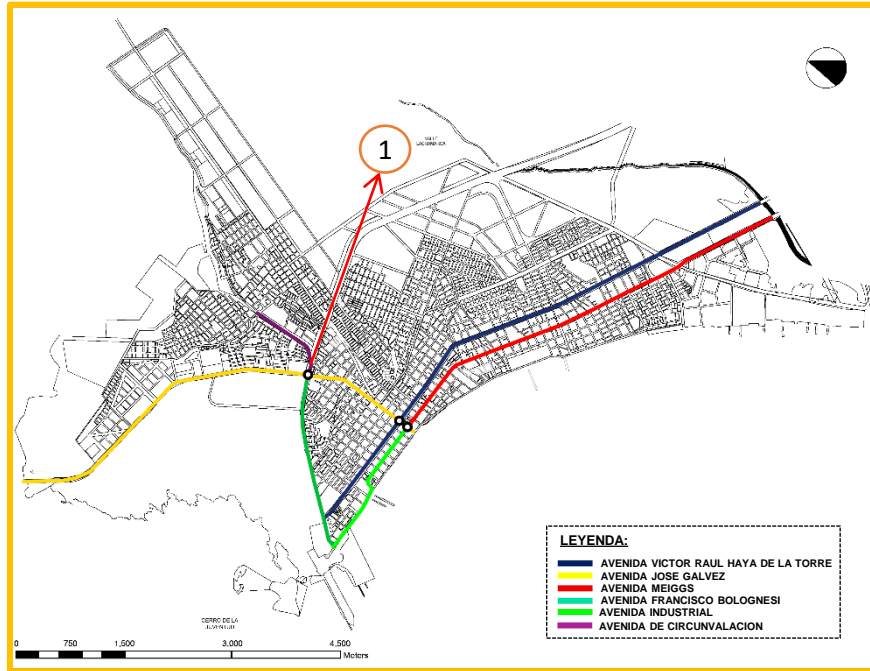 1
LEYENDA:
AVENIDA VICTOR RAUL HAYA DE LA TORRE
AVENIDA JOSE GALVEZ
AVENIDA MEIGGS
AVENIDA FRANCISCO BOLOGNESI
AVENIDA INDUSTRIAL
AVENIDA DE CIRCUNVALACION
CERRO DE LA
JUVENTUD
0 750 1,500 3,000 4,500
Meters